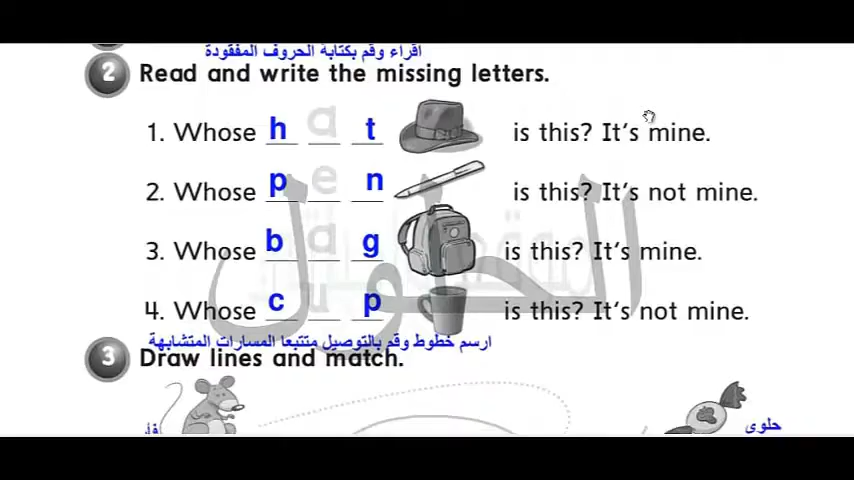 اقراء وقم بكتابة الحروف المفقودة
2 Read and write the missing letters.
1. Whose h a t is this? It's mine.
2. Whose p e n is this? It's not mine.
3. Whose b a g is this? It's mine.
4. Whose c u p is this? It's not mine.
ارسم خطوط وقم بالتوصيل متتبعا المسارات المتشابهة
3 Draw lines and match.
حلوى